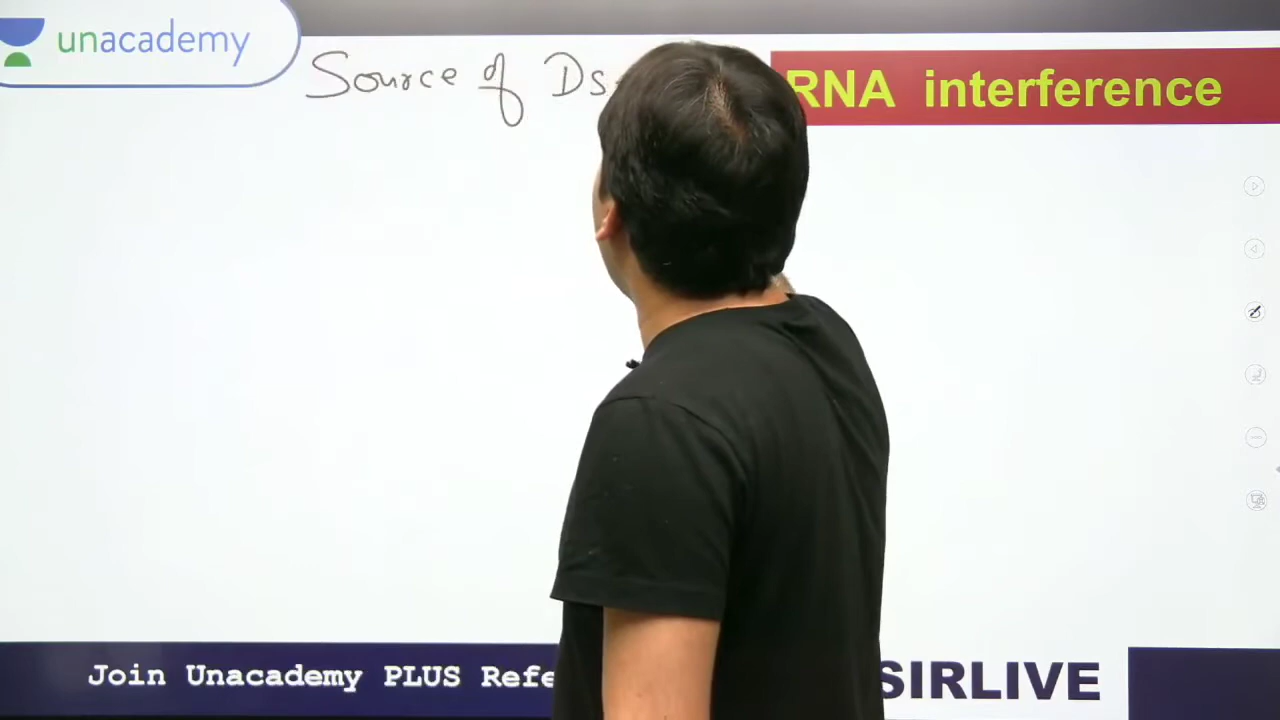 unacademy
Source of Ds
RNA interference
Join Unacademy PLUS Refe
SIRLIVE